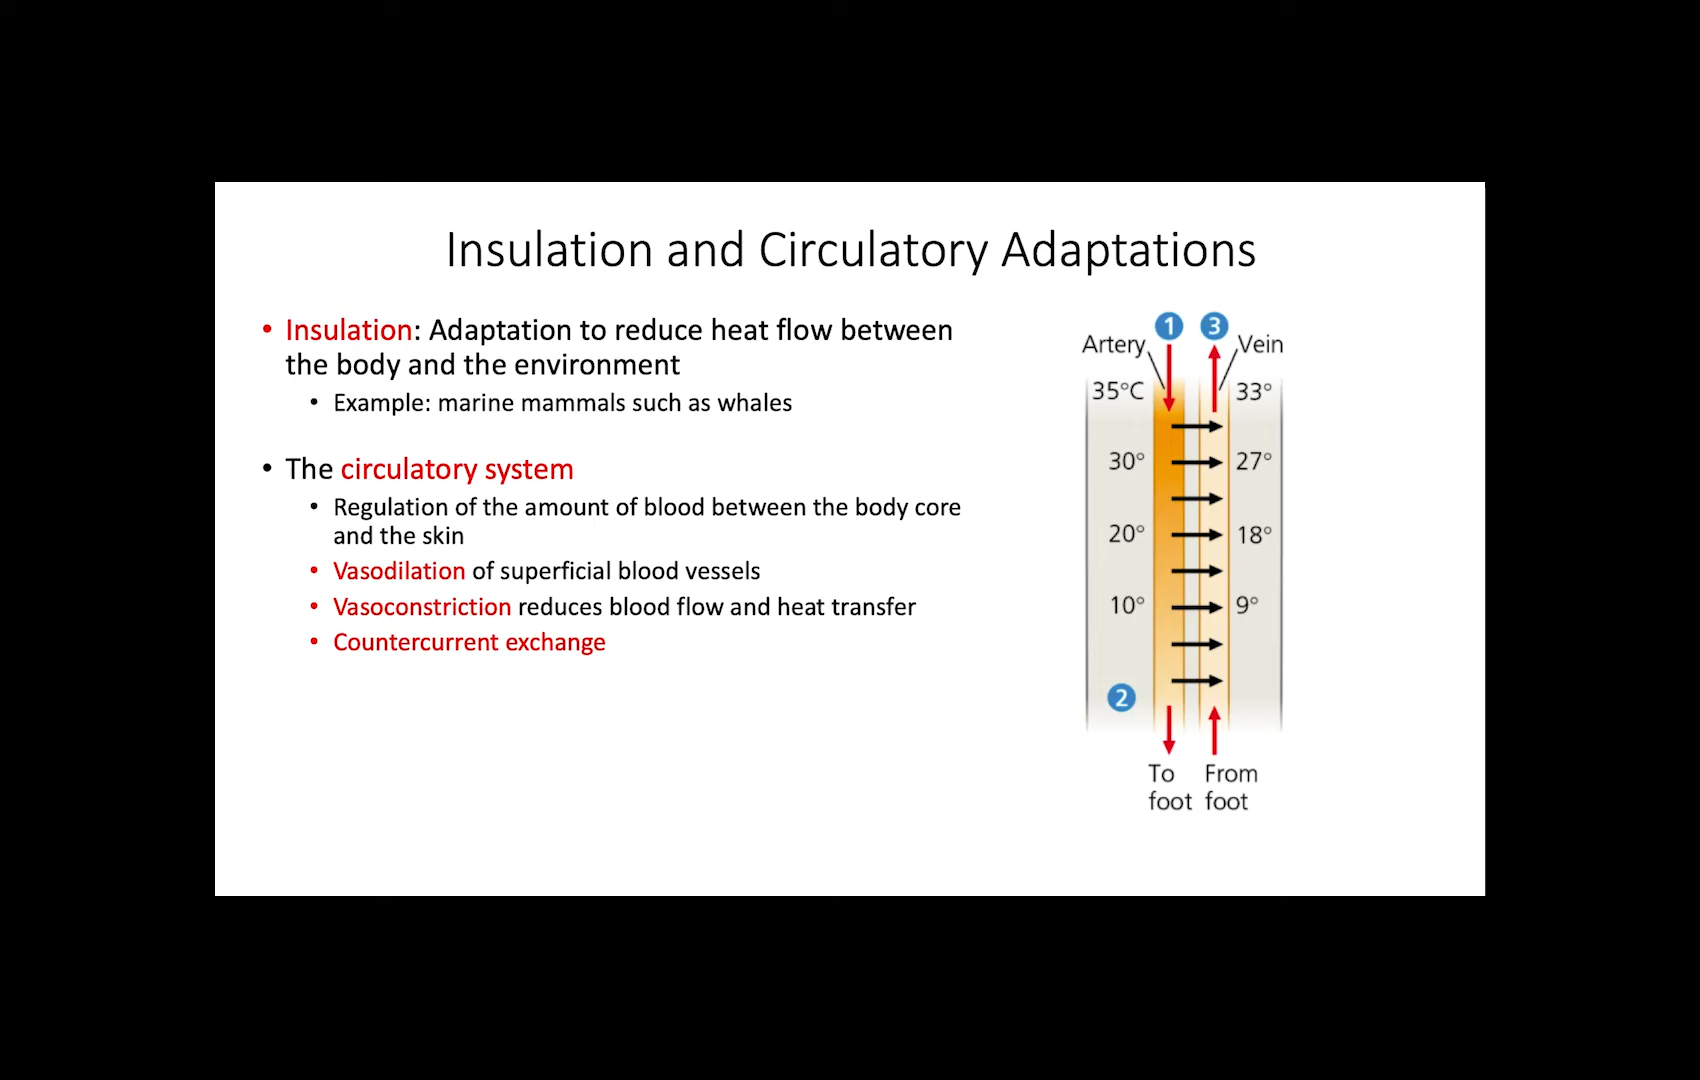 Insulation and Circulatory Adaptations
• Insulation: Adaptation to reduce heat flow between
the body and the environment
• Example: marine mammals such as whales
• The circulatory system
• Regulation of the amount of blood between the body core
and the skin
• Vasodilation of superficial blood vessels
• Vasoconstriction reduces blood flow and heat transfer
• Countercurrent exchange
1 3
Artery Vein
35°C 33°
30° 27°
20° 18°
10° 9°
2
To From
foot foot